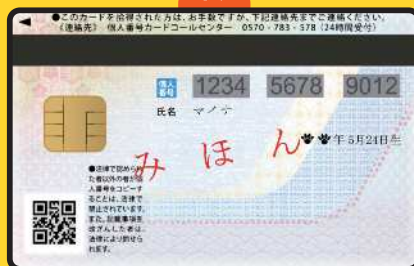 ●このカードを拾得された方は、お手数ですが、下記連絡先までご連絡ください。
《連絡先》 個人番号カードコールセンター 0570-783-578 (24時間受付)
個人番号 1234 5678 9012
氏名 マイナ
みほん
年5月24日生
●法律で認められ
た者以外の者が個
人番号をコピーす
ることは、法律で
禁止されています。
また、記載事項を
改ざんした者は、
法律により罰せら
れます。